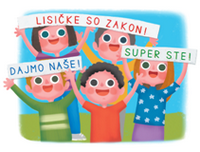 LISIČKE SO ZAKON!
SUPER STE!
DAJMO NAŠE!